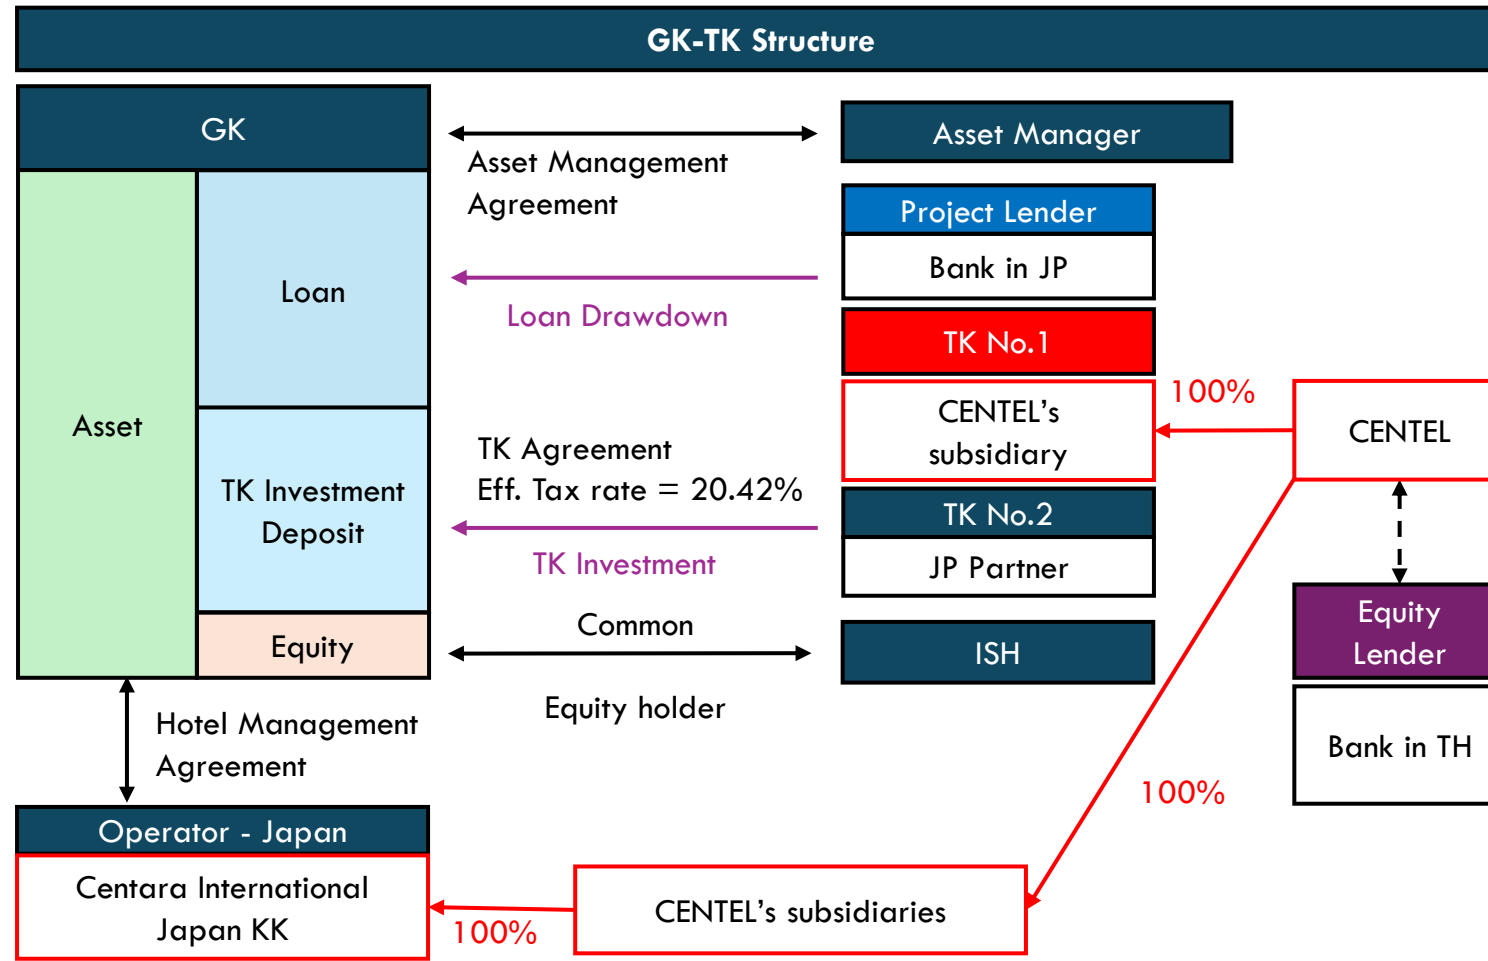 GK-TK Structure
GK
Asset Manager
Asset Management
Agreement
Project Lender
Bank in JP
Loan
Loan Drawdown
TK No.1
100%
CENTEL's
subsidiary
CENTEL
Asset
TK Agreement
Eff. Tax rate = 20.42%
TK Investment
Deposit
TK No.2
TK Investment
JP Partner
Equity
Lender
Common
Equity
ISH
Equity holder
Hotel Management
Agreement
Bank in TH
100%
Operator - Japan
Centara International
Japan KK
100%
CENTEL's subsidiaries